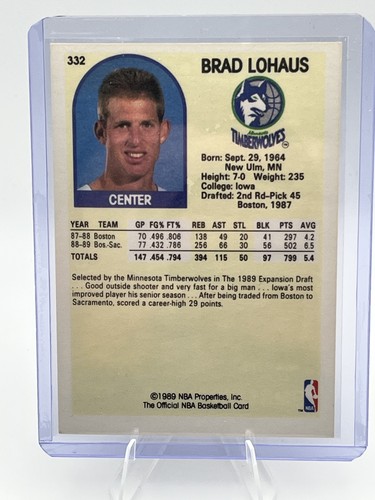 332
BRAD LOHAUS
Minnesota
TIMBERWOLVES
Born: Sept. 29, 1964
New Ulm, MN
Height: 7-0 Weight: 235
College: Iowa
Drafted: 2nd Rd-Pick 45
Boston, 1987
CENTER
YEAR TEAM GP FG% FT% REB AST STL BLK PTS AVG
87-88 Boston 70 .496 .806 138 49 20 41 297 4.2
88-89 Bos.-Sac. 77 .432 .786 256 66 30 56 502 6.5
TOTALS 147 .454 .794 394 115 50 97 799 5.4
Selected by the Minnesota Timberwolves in The 1989 Expansion Draft
. . . Good outside shooter and very fast for a big man . . . Iowa's most
improved player his senior season . . . After being traded from Boston to
Sacramento, scored a career-high 29 points.
©1989 NBA Properties, Inc.
The Official NBA Basketball Card
NBA